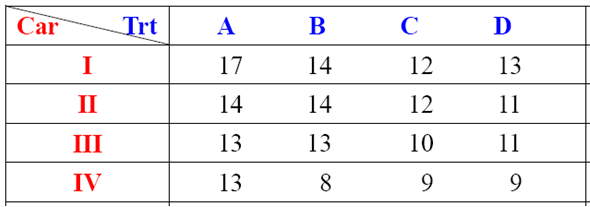 Car Trt A B C D
I 17 14 12 13
II 14 14 12 11
III 13 13 10 11
IV 13 8 9 9